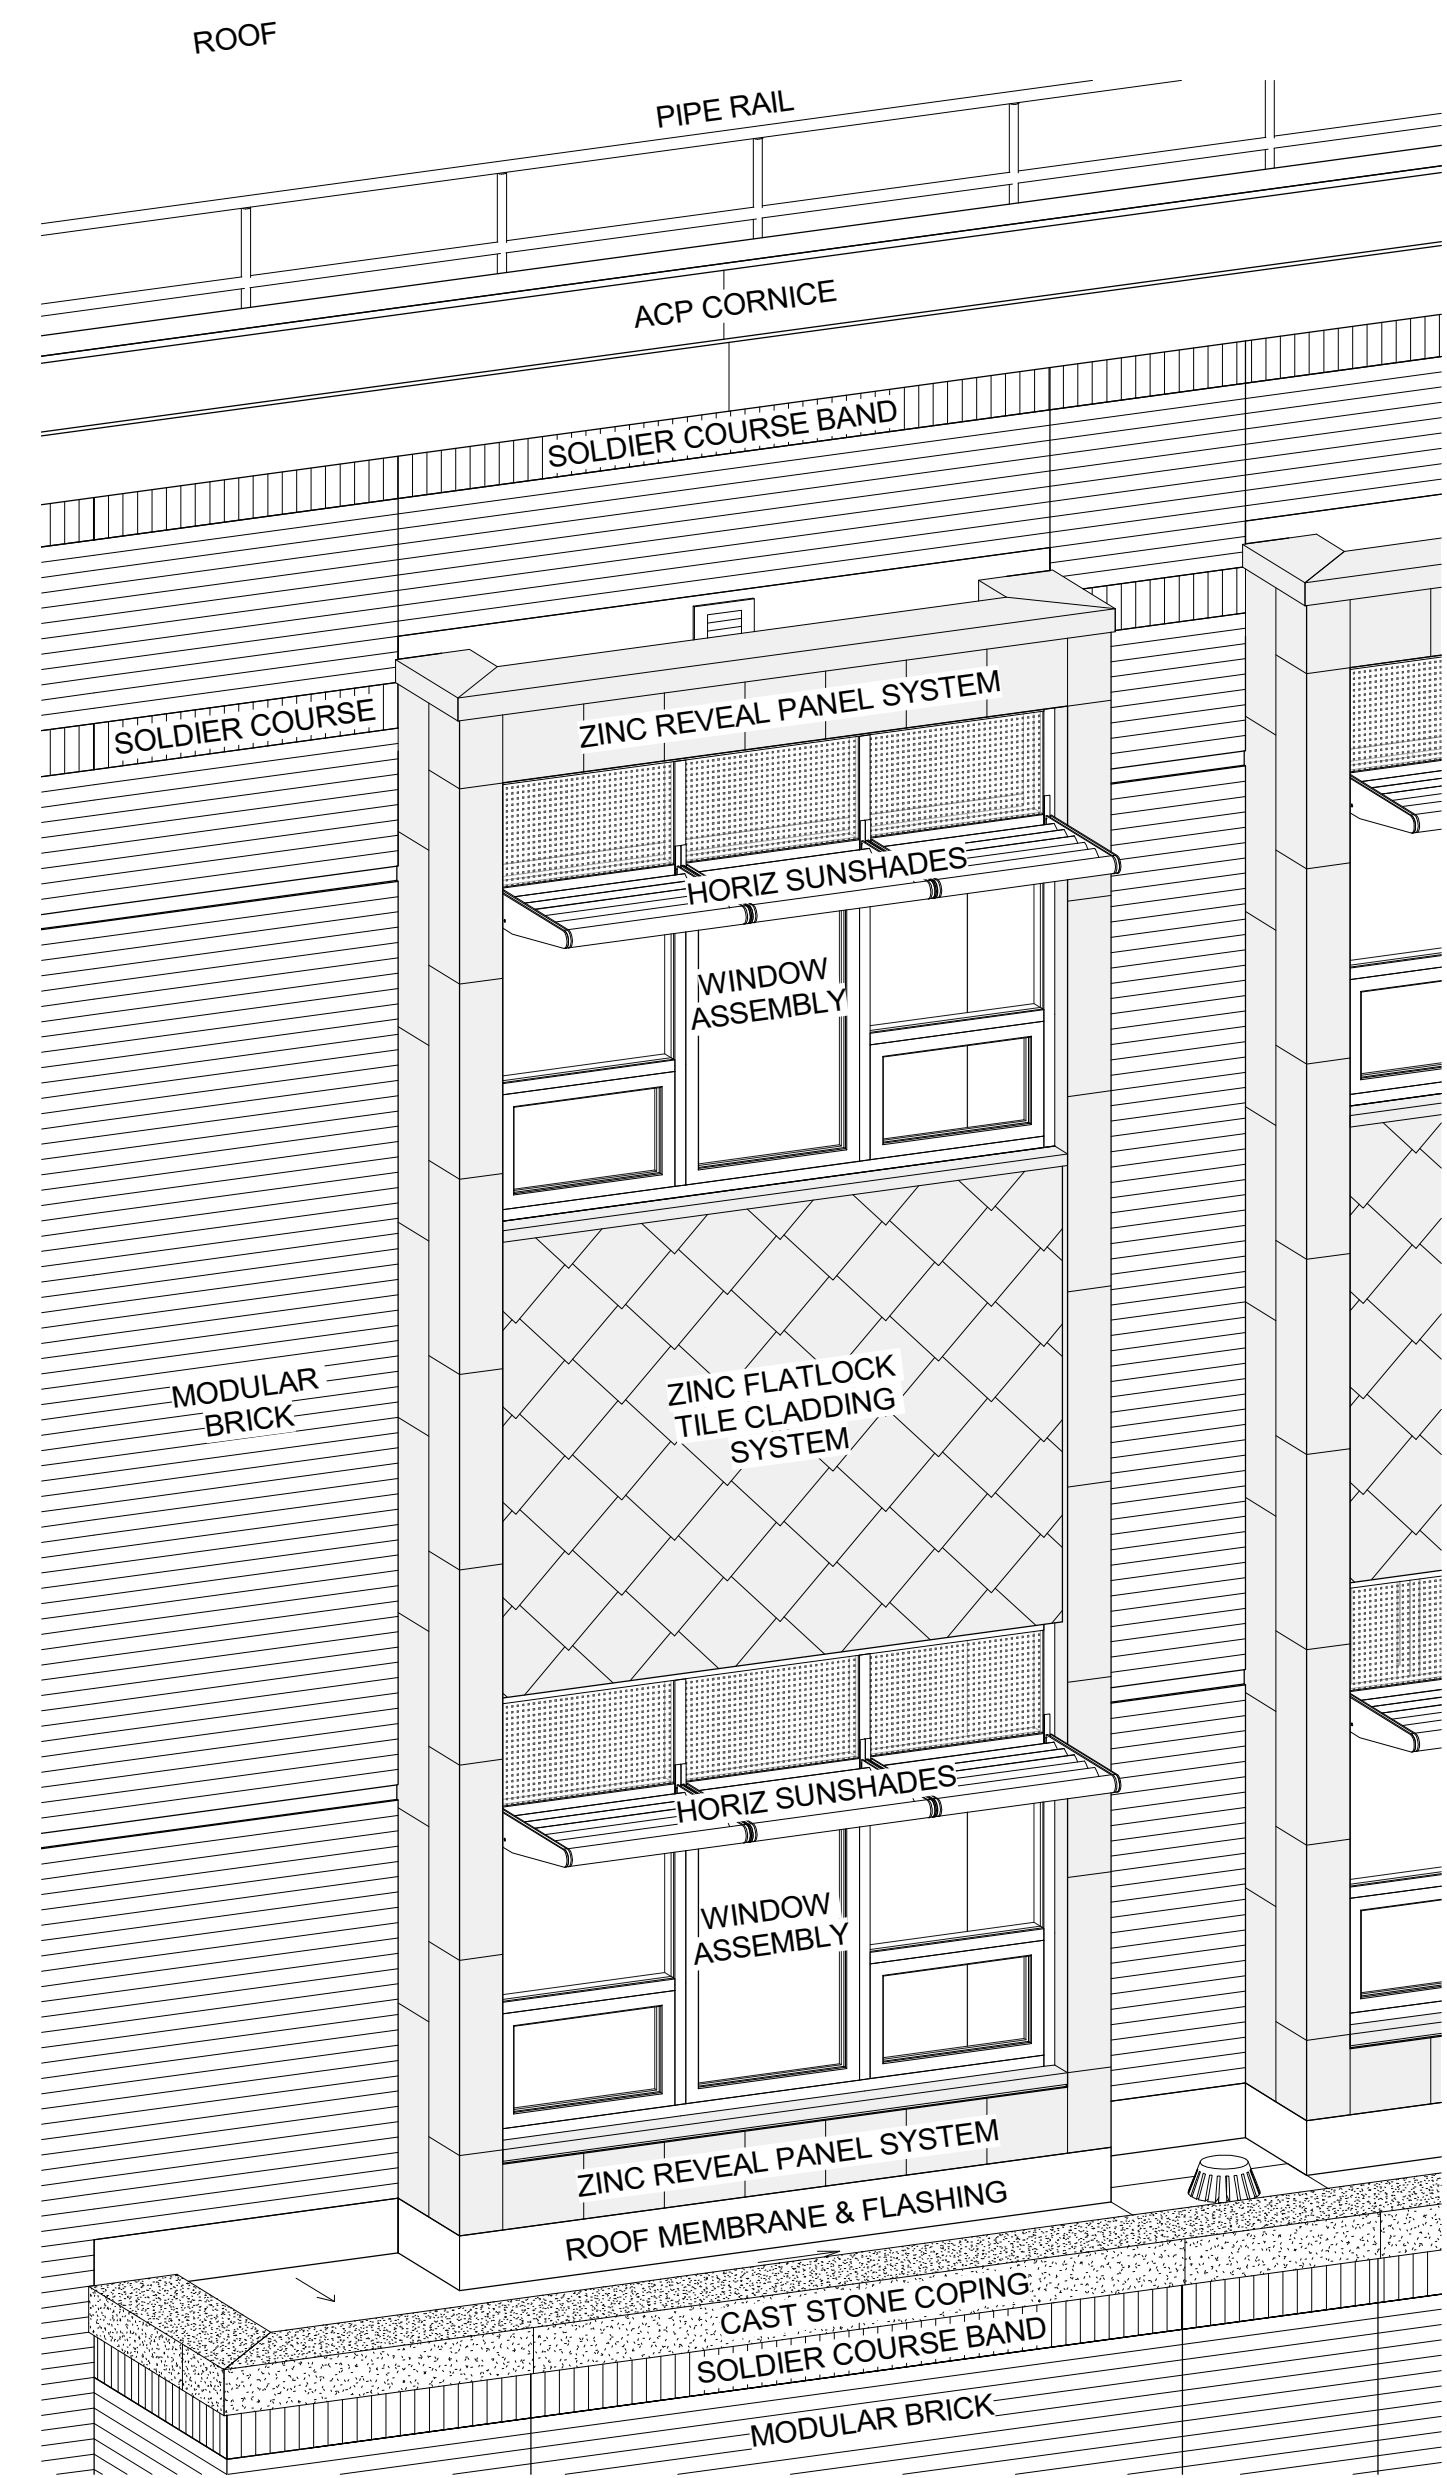 ROOF
PIPE RAIL
ACP CORNICE
SOLDIER COURSE BAND
ZINC REVEAL PANEL SYSTEM
SOLDIER COURSE
HORIZ SUNSHADES
WINDOW
ASSEMBLY
MODULAR
BRICK
ZINC FLATLOCK
TILE CLADDING
SYSTEM
HORIZ SUNSHADES
WINDOW
ASSEMBLY
ZINC REVEAL PANEL SYSTEM
ROOF MEMBRANE & FLASHING
CAST STONE COPING
SOLDIER COURSE BAND
MODULAR BRICK